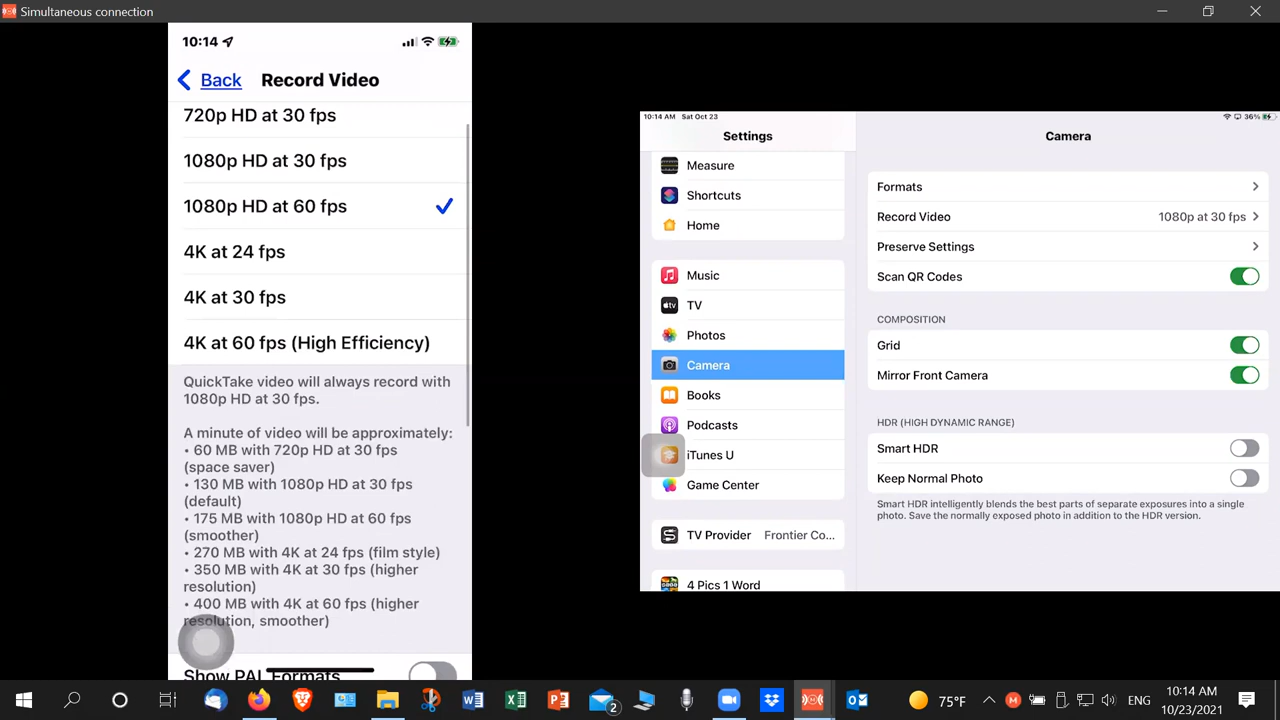 Simultaneous connection
10:14
Back
Record Video
720p HD at 30 fps
1080p HD at 30 fps
1080p HD at 60 fps
4K at 24 fps
4K at 30 fps
4K at 60 fps (High Efficiency)
QuickTake video will always record with
1080p HD at 30 fps.
A minute of video will be approximately:
• 60 MB with 720p HD at 30 fps
(space saver)
• 130 MB with 1080p HD at 30 fps
(default)
• 175 MB with 1080p HD at 60 fps
(smoother)
• 270 MB with 4K at 24 fps (film style)
• 350 MB with 4K at 30 fps (higher
resolution)
• 400 MB with 4K at 60 fps (higher
resolution, smoother)
Show PAL Formats
10:14 AM Sat Oct 23
36%
Settings
Measure
Shortcuts
Home
Music
TV
Photos
Camera
Books
Podcasts
iTunes U
Game Center
TV Provider Frontier Co...
4 Pics 1 Word
Camera
Formats
Record Video 1080p at 30 fps
Preserve Settings
Scan QR Codes
COMPOSITION
Grid
Mirror Front Camera
HDR (HIGH DYNAMIC RANGE)
Smart HDR
Keep Normal Photo
Smart HDR intelligently blends the best parts of separate exposures into a single
photo. Save the normally exposed photo in addition to the HDR version.
2
75°F
ENG
10:14 AM
10/23/2021